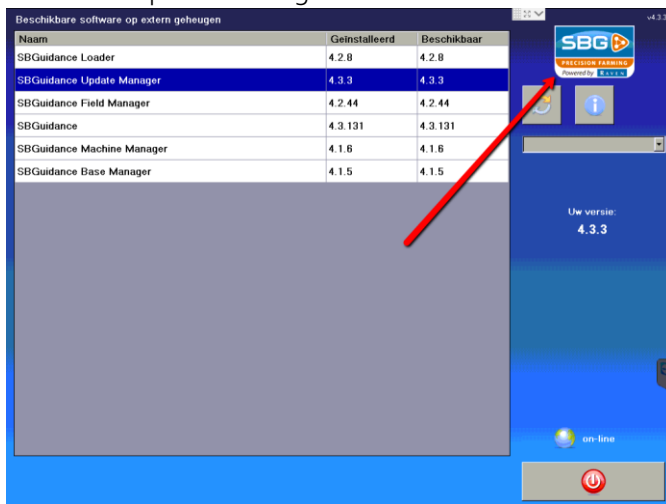 Beschikbare software op extern geheugen
v4.3.3
Naam Geïnstalleerd Beschikbaar
SBGuidance Loader 4.2.8 4.2.8
SBGuidance Update Manager 4.3.3 4.3.3
SBGuidance Field Manager 4.2.44 4.2.44
SBGuidance 4.3.131 4.3.131
SBGuidance Machine Manager 4.1.6 4.1.6
SBGuidance Base Manager 4.1.5 4.1.5
SBG
PRECISION FARMING
Powered by RAVEN
Uw versie:
4.3.3
on-line